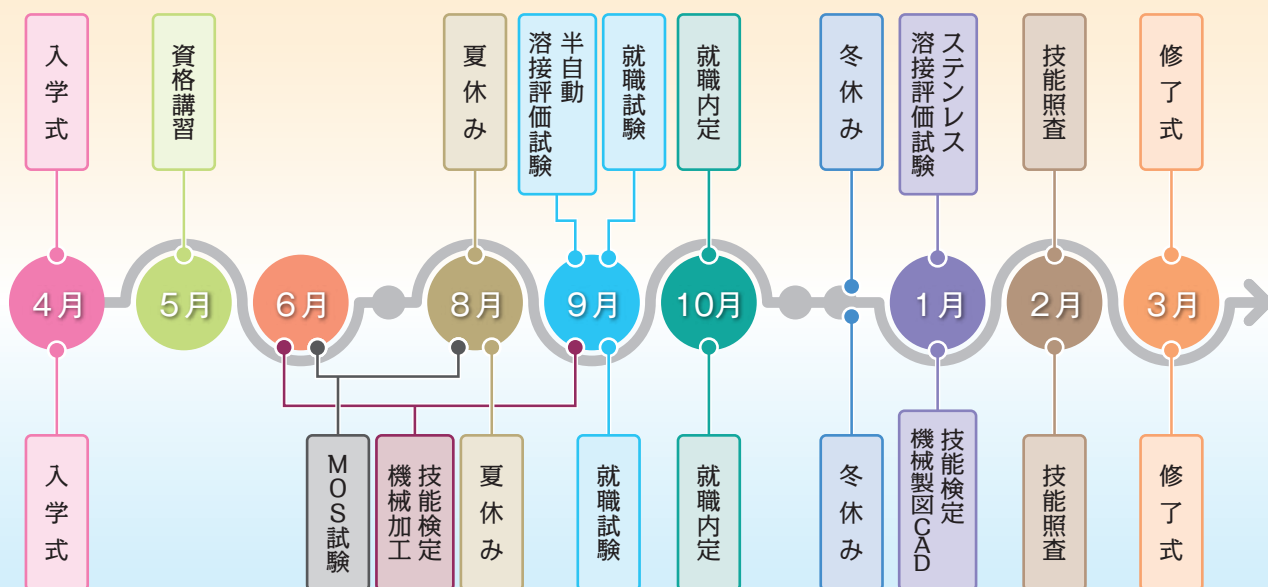 入学式
資格講習
夏休み
半自動
溶接評価試験
就職試験
就職内定
冬休み
ステンレス
溶接評価試験
技能照査
修了式
4月
5月
6月
8月
9月
10月
1月
2月
3月
入学式
MOS試験
技能検定
機械加工
夏休み
就職試験
就職内定
冬休み
技能検定
機械製図CAD
技能照査
修了式